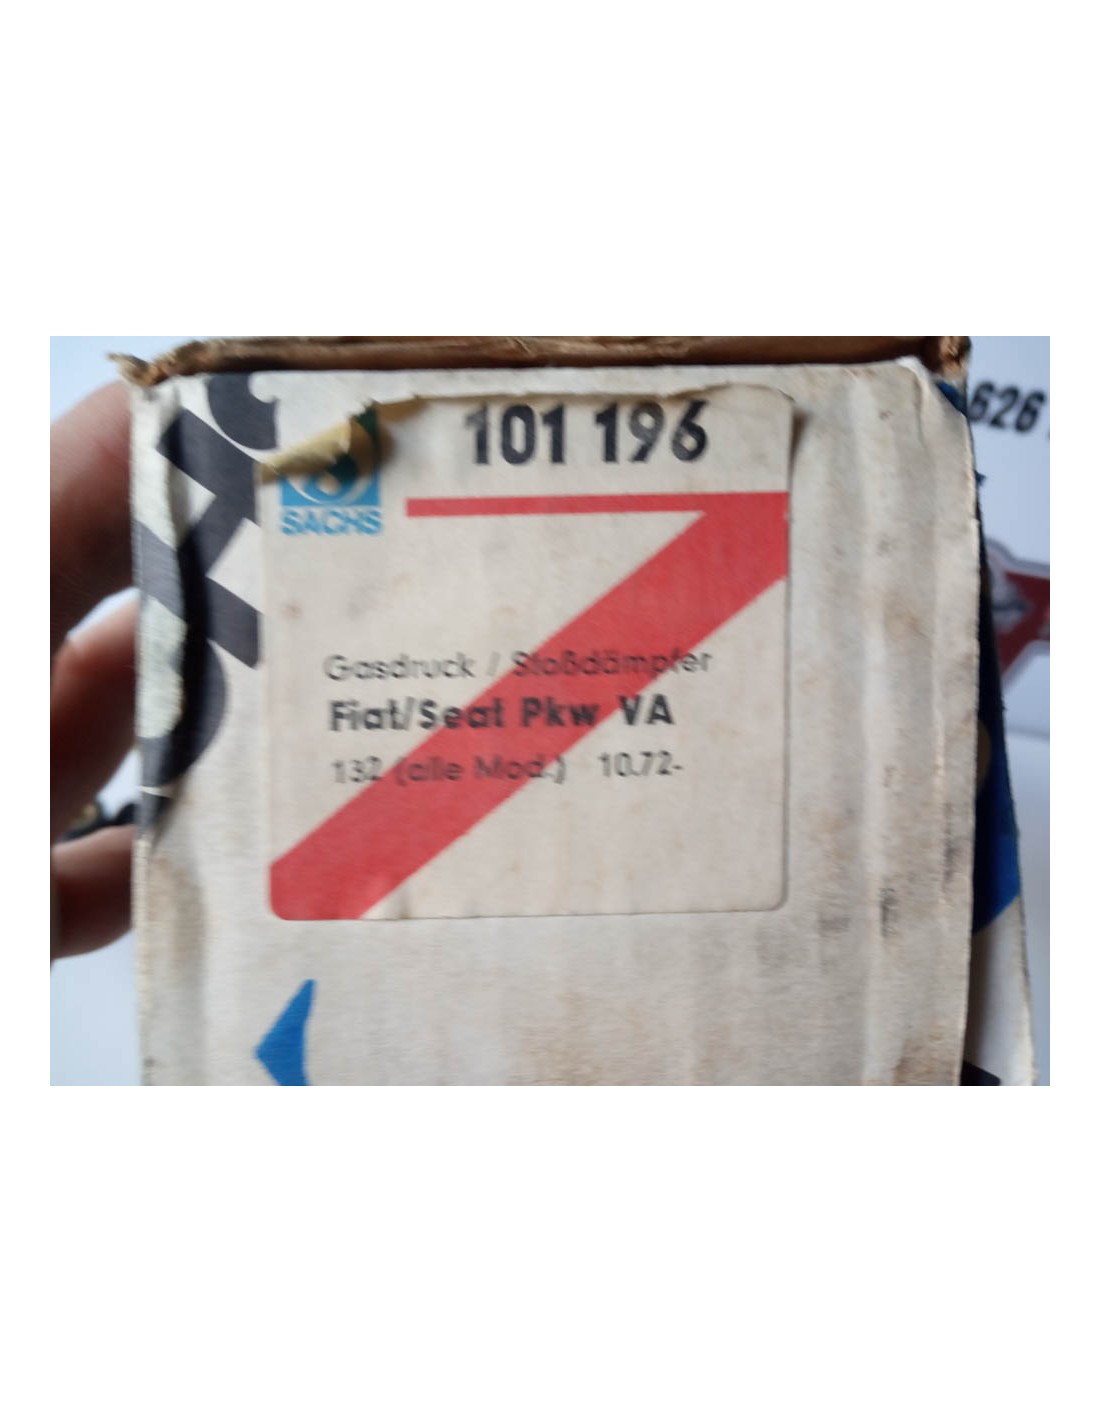 101 196
SACHS
Gasdruck / Stoßdämpfer
Fiat/Seat Pkw VA
132 (alle Mod.) 10.72-
626